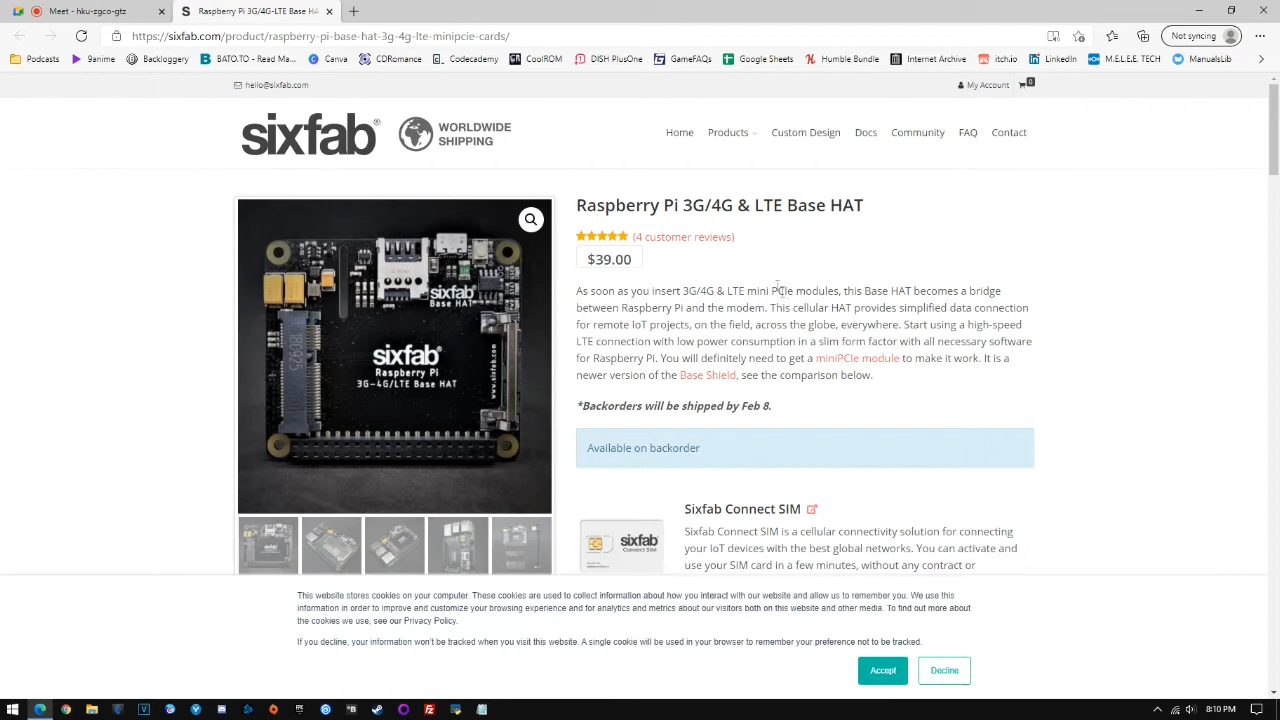 Meet - hku-zgco-gtz
Raspberry Pi 3G/4G & LTE Base H
https://sixfab.com/product/raspberry-pi-base-hat-3g-4g-lte-minipcie-cards/
Not syncing
Podcasts
9anime
Backloggery
BATO.TO - Read Ma...
Canva
CDRomance
Codecademy
CoolROM
DISH PlusOne
GameFAQs
Google Sheets
Humble Bundle
Internet Archive
itch.io
M.E.L.E.E. TECH
ManualsLib
hello@sixfab.com
My Account
0
sixfab®
WORLDWIDE
SHIPPING
Home
Products
Custom Design
Docs
Community
FAQ
Contact
sixfab®
Base HAT
sixfab®
Raspberry Pi
3G-4G/LTE Base HAT
www.sixfab.com
Raspberry Pi 3G/4G & LTE Base HAT
(4 customer reviews)
$39.00
As soon as you insert 3G/4G & LTE mini PCIe modules, this Base HAT becomes a bridge
between Raspberry Pi and the modem. This cellular HAT provides simplified data connection
for remote IoT projects, on the field, across the globe, everywhere. Start using a high-speed
LTE connection with low power consumption in a slim form factor with all necessary software
for Raspberry Pi. You will definitely need to get a miniPCIe module to make it work. It is a
newer version of the Base Shield, see the comparison below.
*Backorders will be shipped by Feb 8.
Available on backorder
sixfab
Connect SIM
Sixfab Connect SIM
Sixfab Connect SIM is a cellular connectivity solution for connecting
your IoT devices with the best global networks. You can activate and
use your SIM card in a few minutes, without any contract or
This website stores cookies on your computer. These cookies are used to collect information about how you interact with our website and allow us to remember you. We use this
information in order to improve and customize your browsing experience and for analytics and metrics about our visitors both on this website and other media. To find out more about
the cookies we use, see our Privacy Policy.
If you decline, your information won't be tracked when you visit this website. A single cookie will be used in your browser to remember your preference not to be tracked.
Accept
Decline
8:10 PM